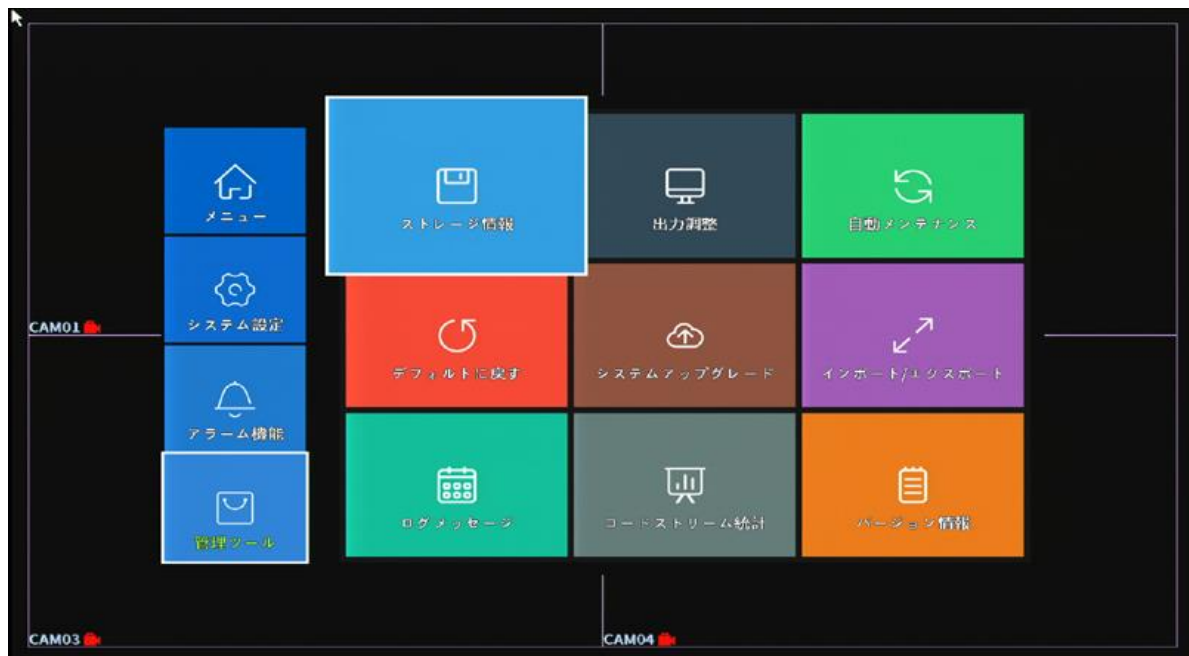 メニュー
システム設定
アラーム機能
管理ツール
ストレージ情報
出力調整
自動メンテナンス
デフォルトに戻す
システムアップグレード
インポート/エクスポート
ログメッセージ
コードストリーム統計
バージョン情報
CAM01
CAM03
CAM04